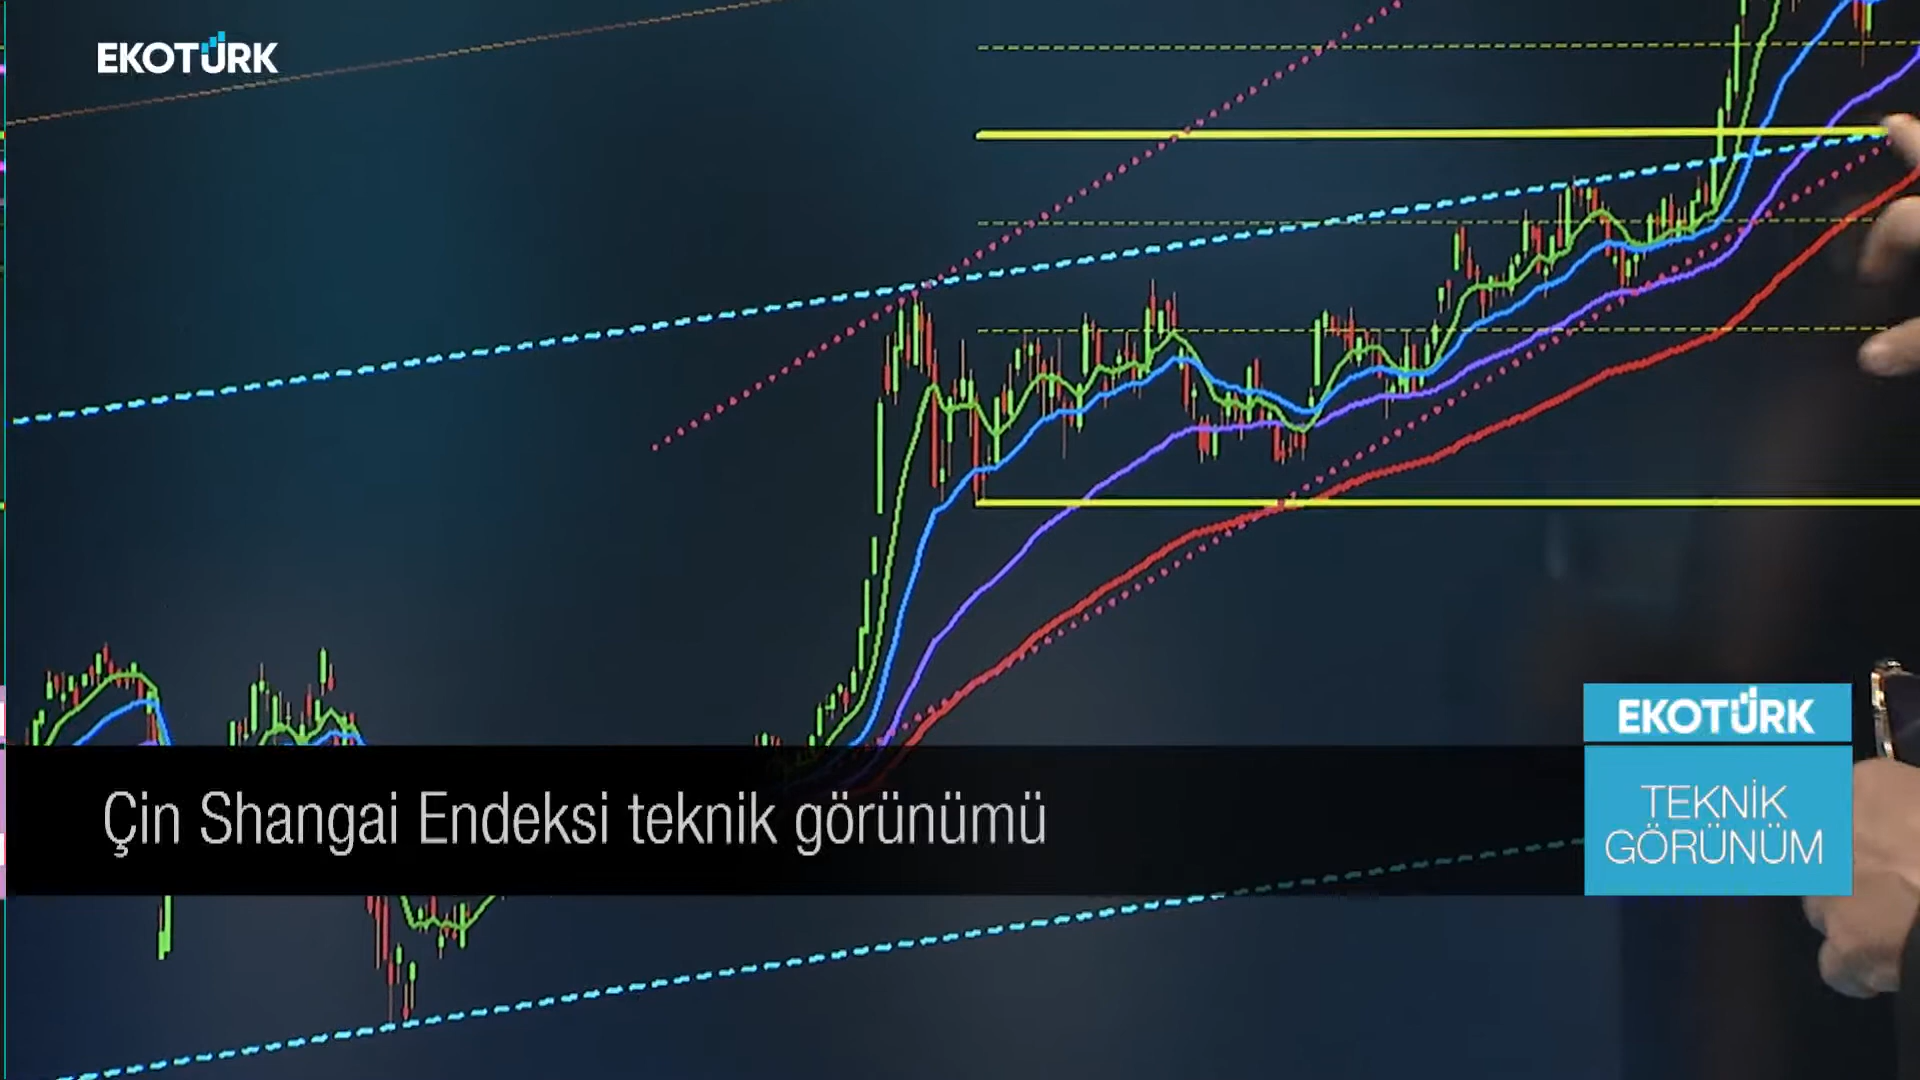 EKOTÜRK
EKOTÜRK
Çin Shangai Endeksi teknik görünümü
TEKNİK
GÖRÜNÜM